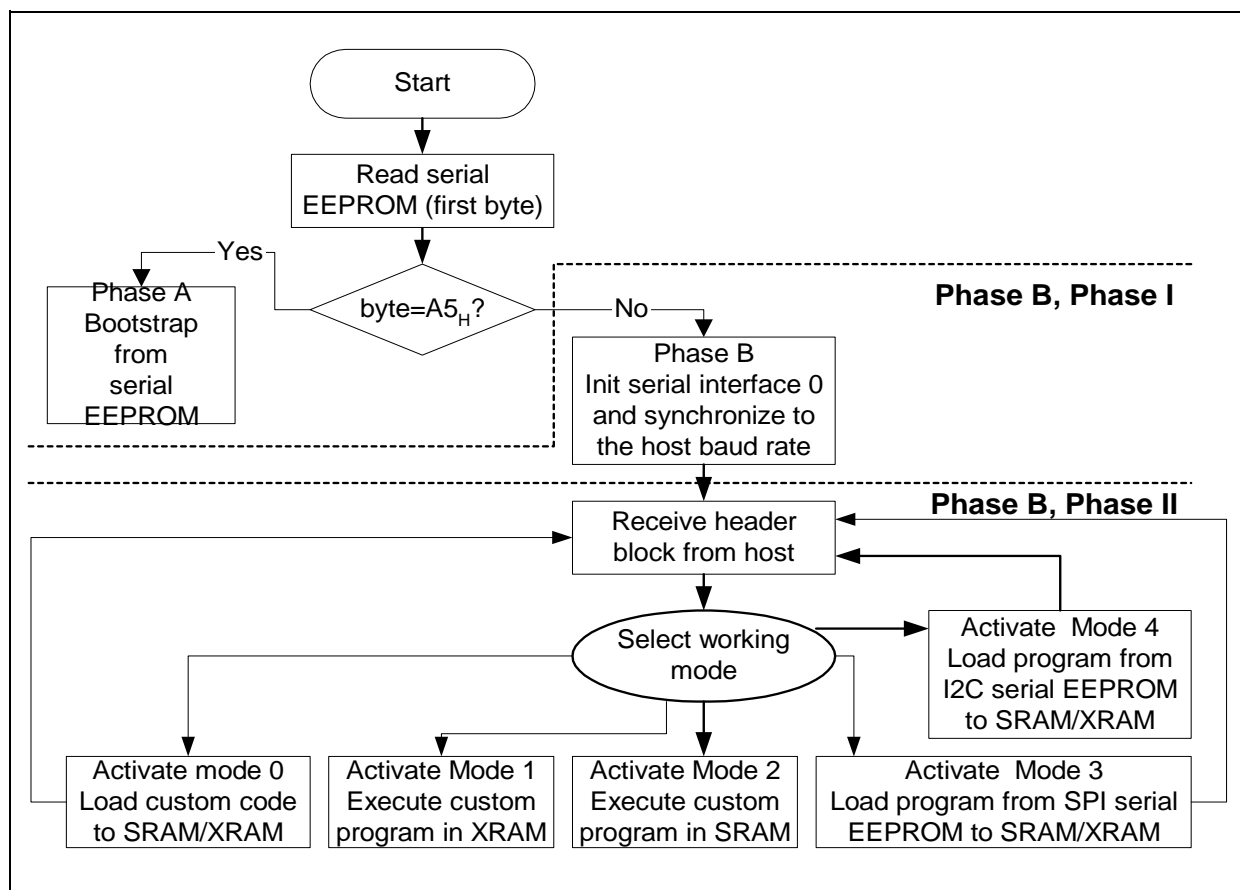 Start
Read serial
EEPROM (first byte)
Yes
byte=A5H?
No
Phase B, Phase I
Phase A
Bootstrap
from
serial
EEPROM
Phase B
Init serial interface 0
and synchronize to
the host baud rate
Phase B, Phase II
Receive header
block from host
Select working
mode
Activate  Mode 4
Load program from
I2C serial EEPROM
to SRAM/XRAM
Activate mode 0
Load custom code
to SRAM/XRAM
Activate Mode 1
Execute custom
program in XRAM
Activate Mode 2
Execute custom
program in SRAM
Activate  Mode 3
Load program from SPI serial
EEPROM to SRAM/XRAM